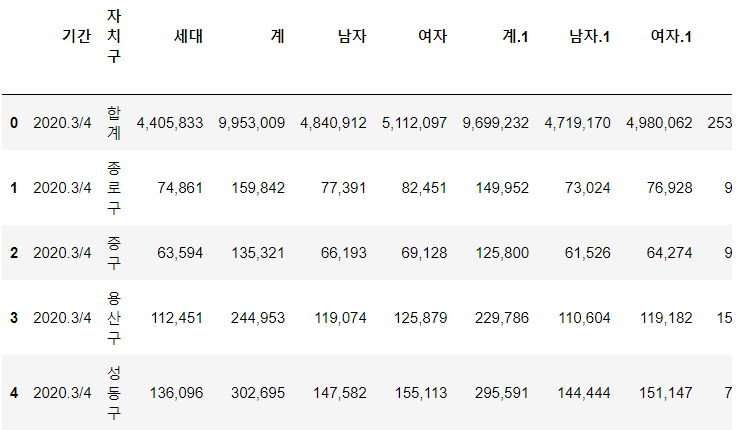 기간 자치구 세대 계 남자 여자 계.1 남자.1 여자.1
0 2020.3/4 합계 4,405,833 9,953,009 4,840,912 5,112,097 9,699,232 4,719,170 4,980,062 253
1 2020.3/4 종로구 74,861 159,842 77,391 82,451 149,952 73,024 76,928 9
2 2020.3/4 중구 63,594 135,321 66,193 69,128 125,800 61,526 64,274 9
3 2020.3/4 용산구 112,451 244,953 119,074 125,879 229,786 110,604 119,182 15
4 2020.3/4 성동구 136,096 302,695 147,582 155,113 295,591 144,444 151,147 7